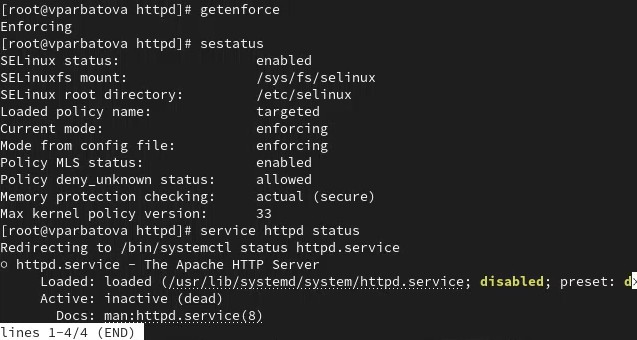 [root@vparbatova httpd]# getenforce
Enforcing
[root@vparbatova httpd]# sestatus
SELinux status:                 enabled
SELinuxfs mount:                /sys/fs/selinux
SELinux root directory:         /etc/selinux
Loaded policy name:             targeted
Current mode:                   enforcing
Mode from config file:          enforcing
Policy MLS status:              enabled
Policy deny_unknown status:     allowed
Memory protection checking:     actual (secure)
Max kernel policy version:      33
[root@vparbatova httpd]# service httpd status
Redirecting to /bin/systemctl status httpd.service
○ httpd.service - The Apache HTTP Server
     Loaded: loaded (/usr/lib/systemd/system/httpd.service; disabled; preset: d>
     Active: inactive (dead)
       Docs: man:httpd.service(8)
lines 1-4/4 (END)